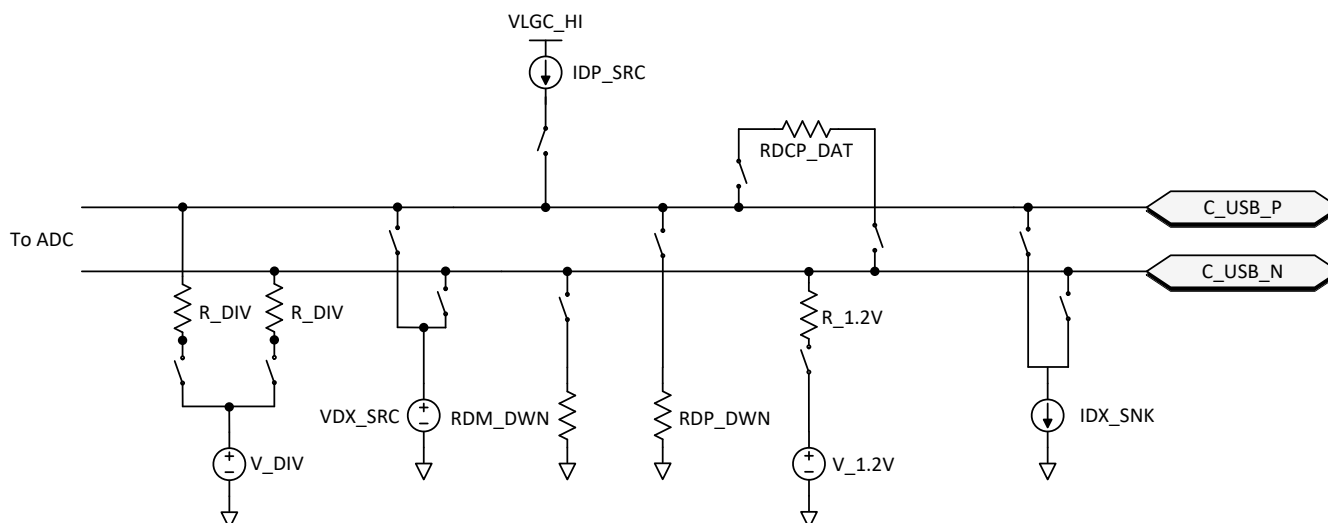 VLGC_HI
IDP_SRC
RDCP_DAT
C_USB_P
To ADC
C_USB_N
R_DIV
R_DIV
R_1.2V
VDX_SRC
RDM_DWN
RDP_DWN
IDX_SNK
V_DIV
V_1.2V